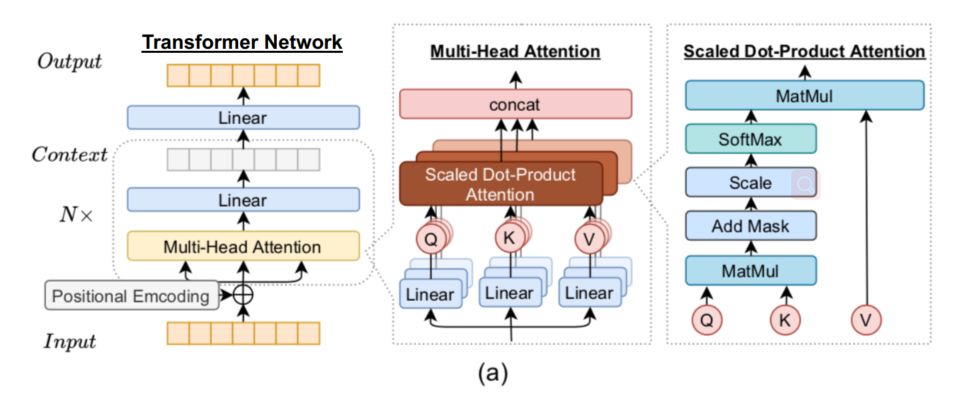 Transformer Network
Output
Linear
Context
Linear
N×
Multi-Head Attention
Positional Emcoding
Input
Multi-Head Attention
concat
Scaled Dot-Product
Attention
Q
K
V
Linear
Linear
Linear
Scaled Dot-Product Attention
MatMul
SoftMax
Scale
Add Mask
MatMul
Q
K
V
(a)